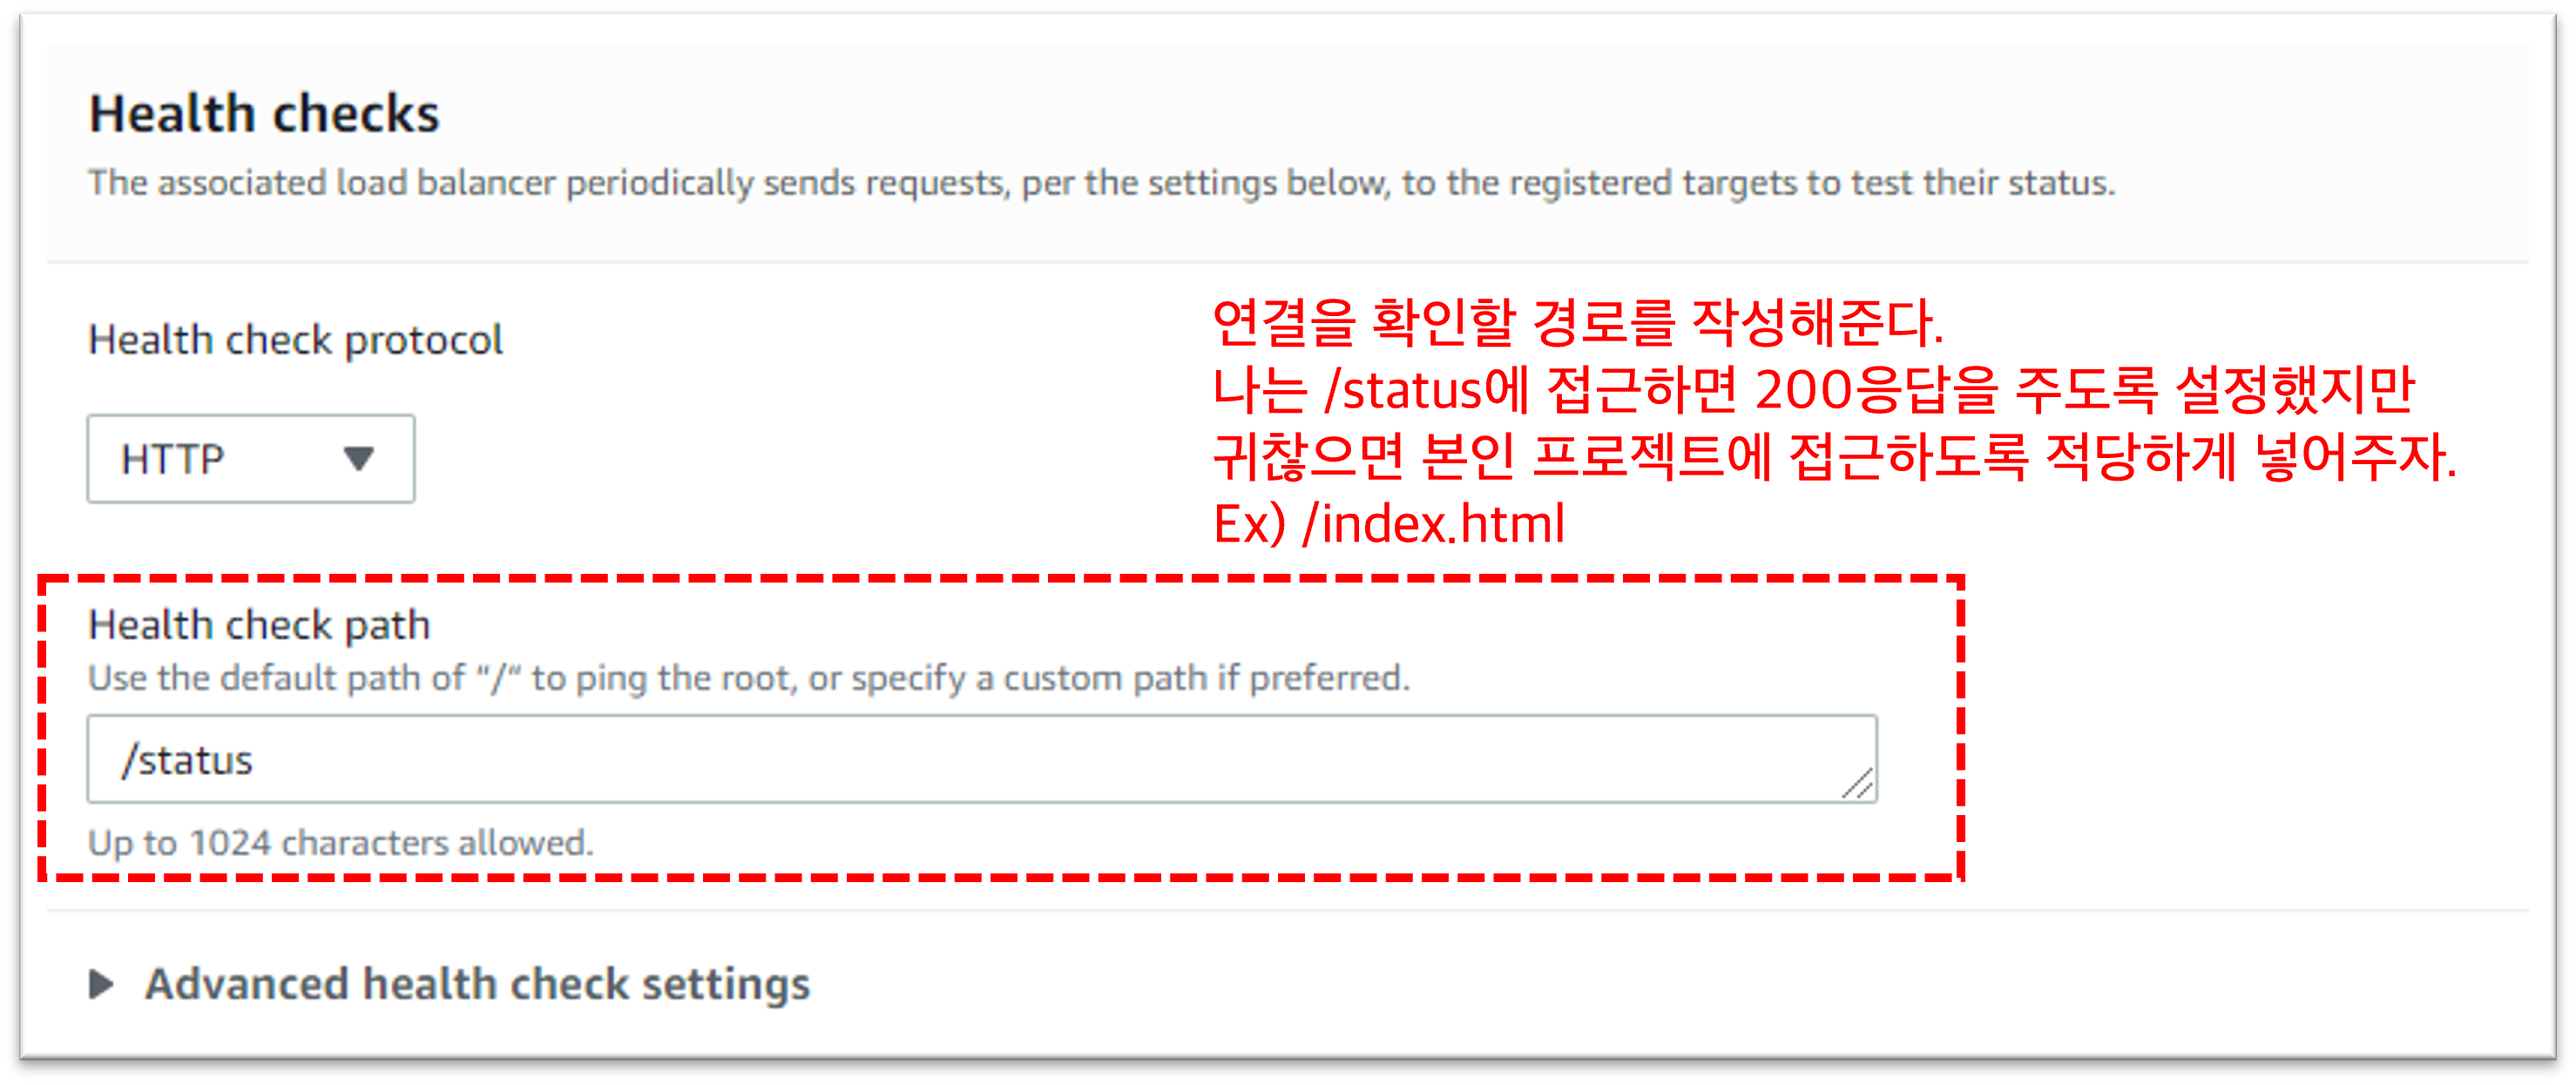 Health checks
The associated load balancer periodically sends requests, per the settings below, to the registered targets to test their status.
Health check protocol
HTTP
연결을 확인할 경로를 작성해준다.
나는 /status에 접근하면 200응답을 주도록 설정했지만
귀찮으면 본인 프로젝트에 접근하도록 적당하게 넣어주자.
Ex) /index.html
Health check path
Use the default path of "/" to ping the root, or specify a custom path if preferred.
/status
Up to 1024 characters allowed.
Advanced health check settings